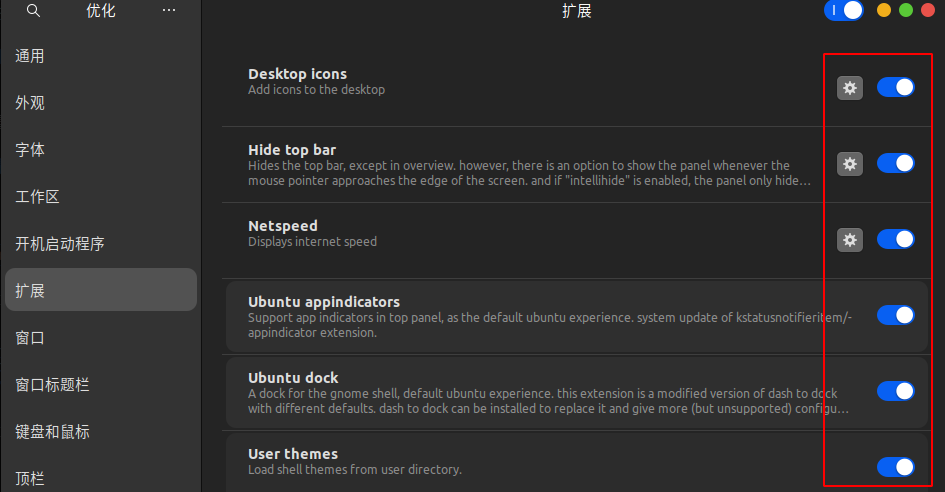 优化
扩展
通用
外观
字体
工作区
开机启动程序
扩展
窗口
窗口标题栏
键盘和鼠标
顶栏
Desktop icons
Add icons to the desktop
Hide top bar
Hides the top bar, except in overview. however, there is an option to show the panel whenever the
mouse pointer approaches the edge of the screen. and if "intellihide" is enabled, the panel only hide…
Netspeed
Displays internet speed
Ubuntu appindicators
Support app indicators in top panel, as the default ubuntu experience. system update of kstatusnotifieritem/-
appindicator extension.
Ubuntu dock
A dock for the gnome shell, default ubuntu experience. this extension is a modified version of dash to dock
with different defaults. dash to dock can be installed to replace it and give more (but unsupported) configu…
User themes
Load shell themes from user directory.